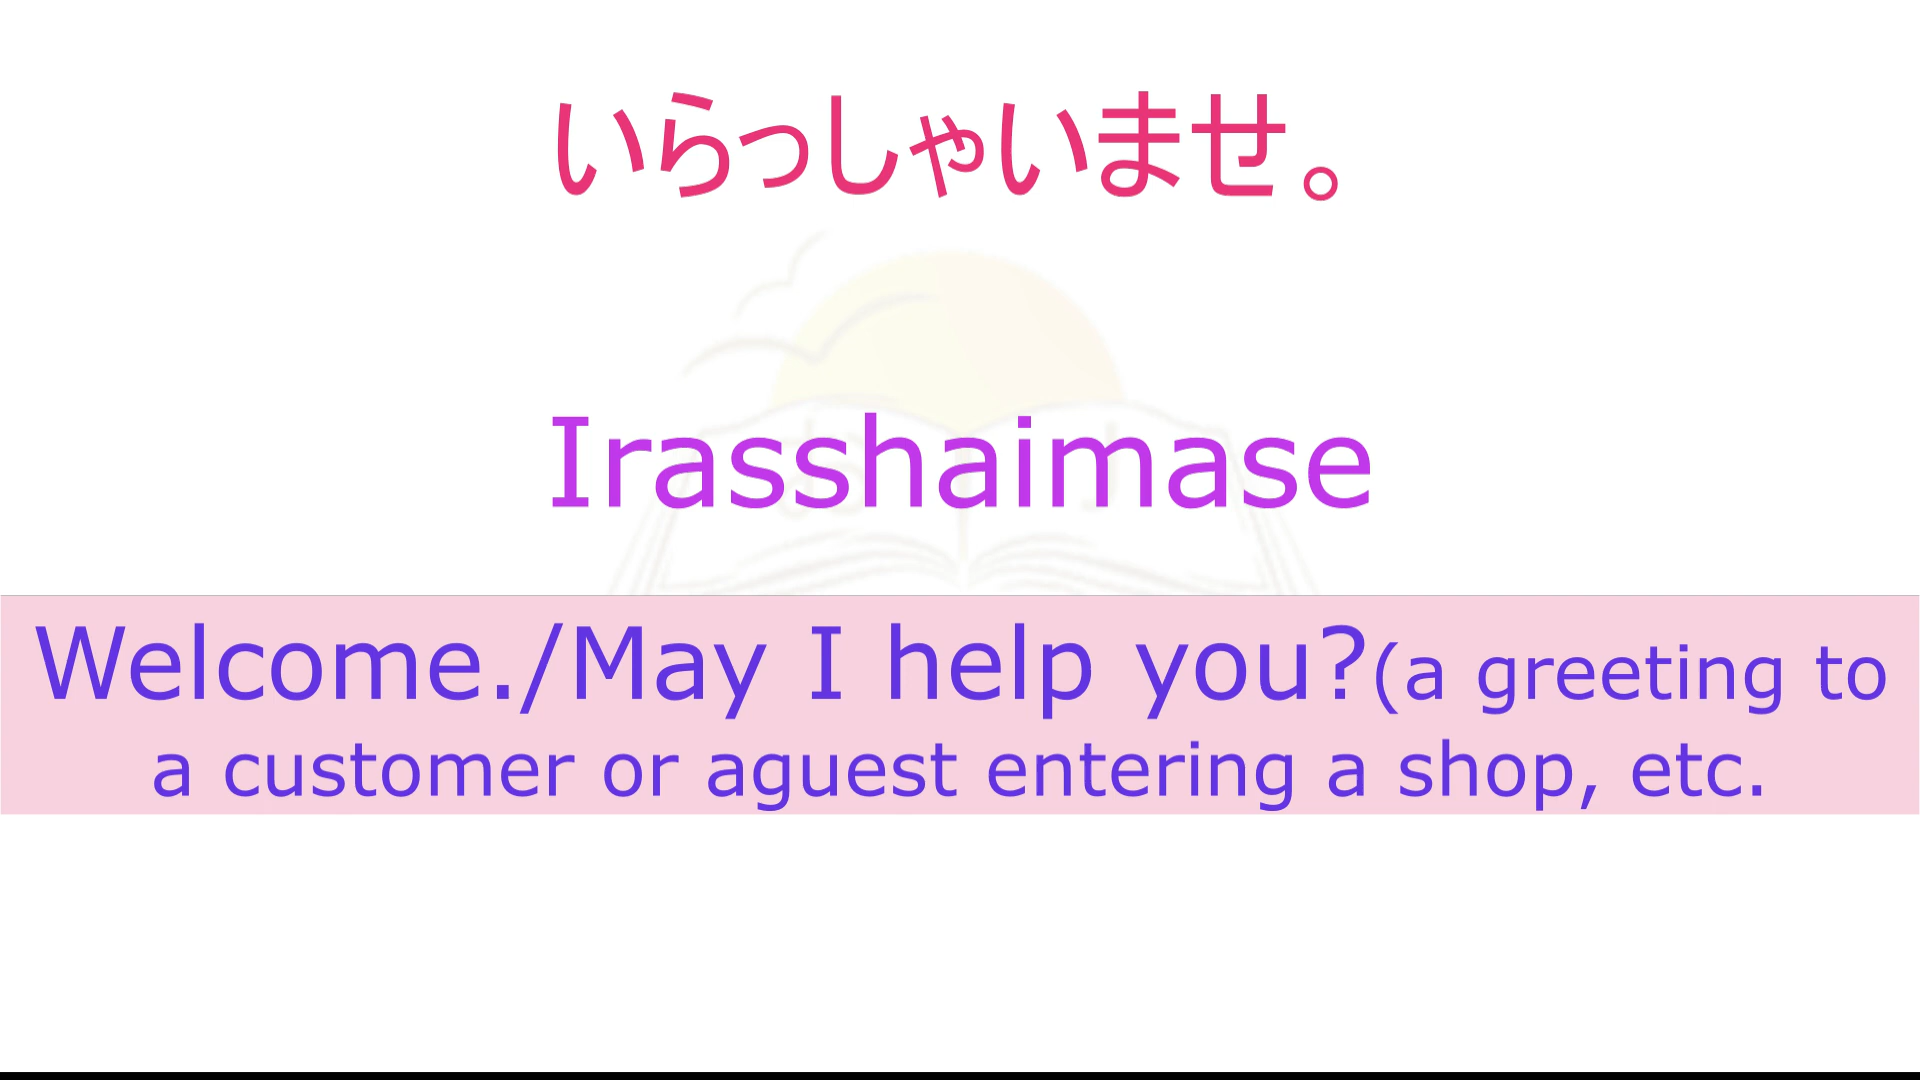 いらっしゃいませ。
Irasshaimase
Welcome./May I help you?(a greeting to
a customer or aguest entering a shop, etc.